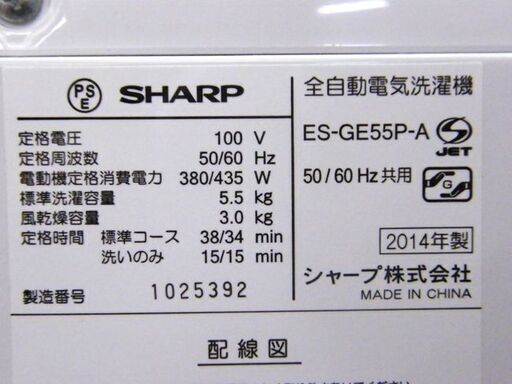 PSE SHARP
定格電圧 100 V
定格周波数 50/60 Hz
電動機定格消費電力 380/435 W
標準洗濯容量 5.5 kg
風乾燥容量 3.0 kg
定格時間 標準コース 38/34 min
洗いのみ 15/15 min
製造番号 1025392
全自動電気洗濯機
ES-GE55P-A S JET
50/60 Hz 共用 G
2014年製
シャープ株式会社
MADE IN CHINA
配線図